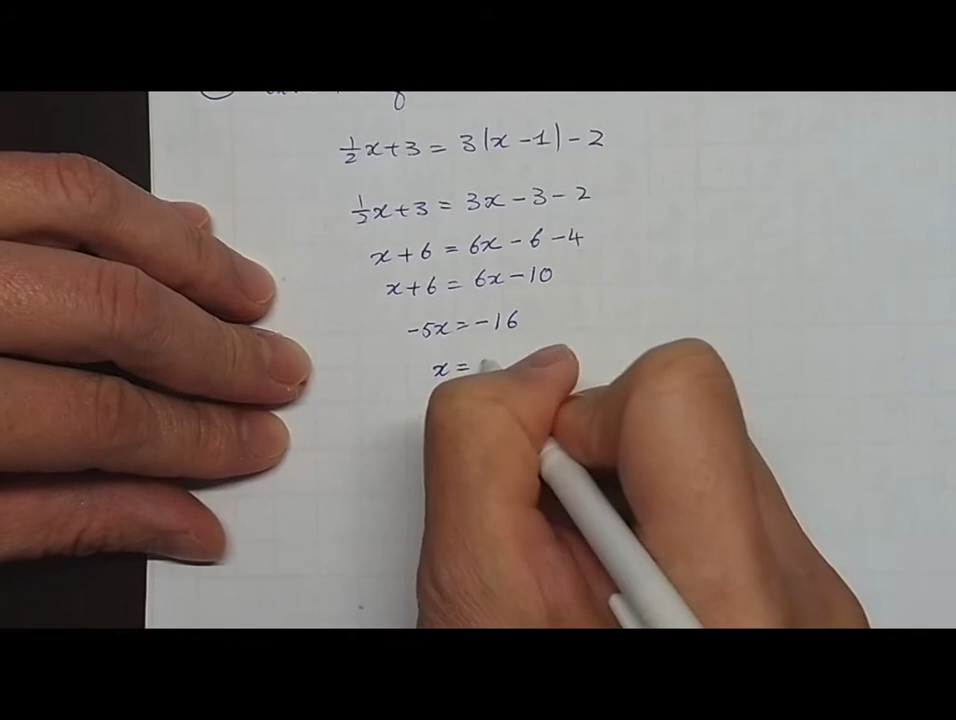 ½x+3 = 3(x-1)-2
½x+3 = 3x-3-2
x+6 = 6x-6-4
x+6 = 6x-10
-5x=-16
x=